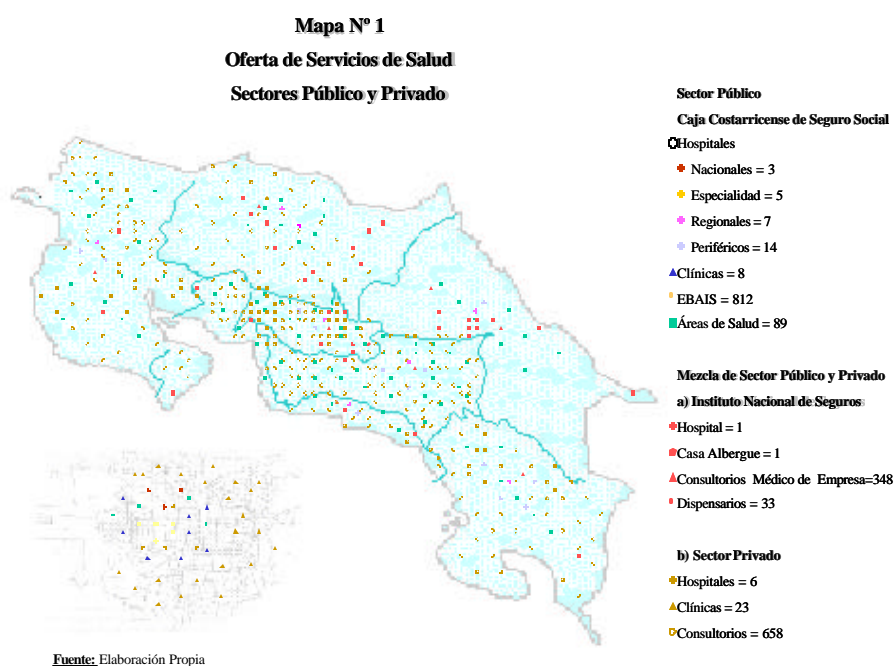 Mapa Nº 1
Oferta de Servicios de Salud
Sectores Público y Privado
Sector Público
Caja Costarricense de Seguro Social
Hospitales
Nacionales = 3
Especialidad = 5
Regionales = 7
Periféricos = 14
Clínicas = 8
EBAIS = 812
Áreas de Salud = 89
Mezcla de Sector Público y Privado
a) Instituto Nacional de Seguros
Hospital = 1
Casa Albergue = 1
Consultorios Médico de Empresa=348
Dispensarios = 33
b) Sector Privado
Hospitales = 6
Clínicas = 23
Consultorios = 658
Fuente: Elaboración Propia